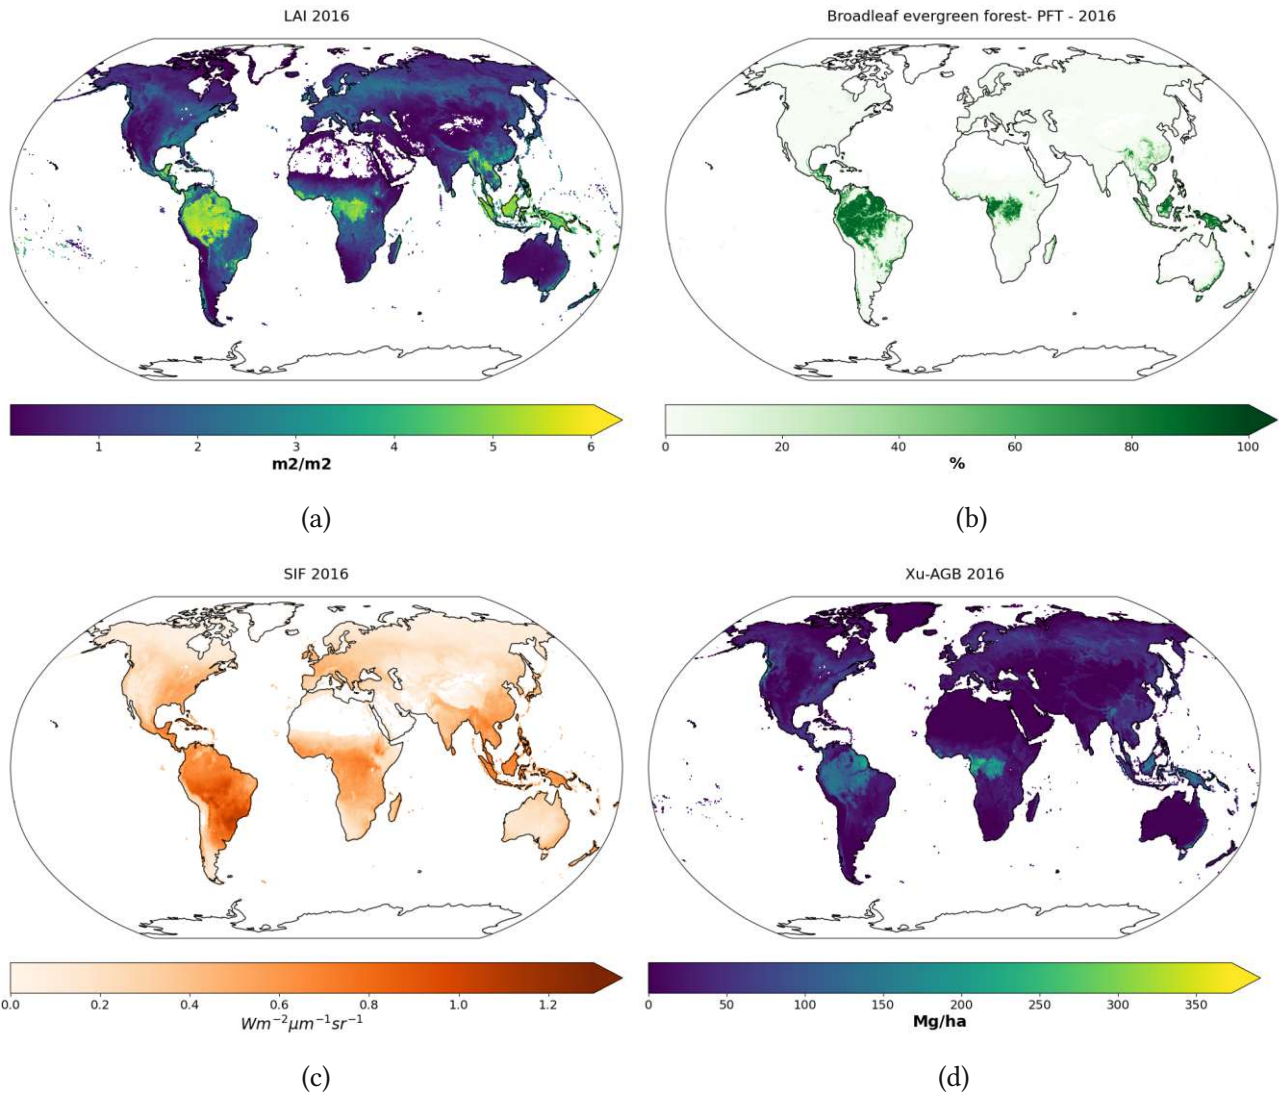 LAI 2016
Broadleaf evergreen forest- PFT - 2016
1 2 3 4 5 6
m2/m2
0 20 40 60 80 100
%
(a)
(b)
SIF 2016
Xu-AGB 2016
0.0 0.2 0.4 0.6 0.8 1.0 1.2
Wm⁻²μm⁻¹sr⁻¹
0 50 100 150 200 250 300 350
Mg/ha
(c)
(d)